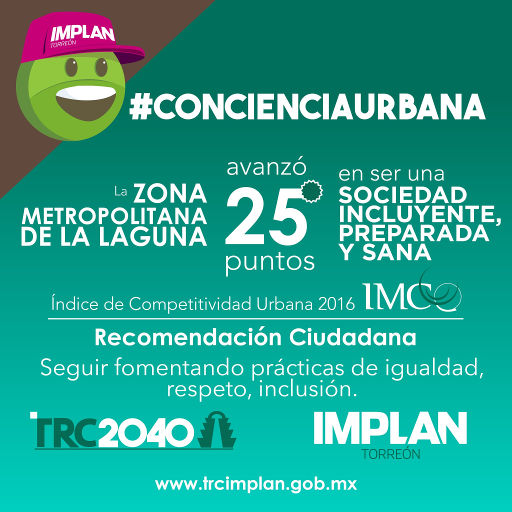 IMPLAN
TORREÓN
#CONCIENCIAURBANA
La ZONA
METROPOLITANA
DE LA LAGUNA
avanzó
25
puntos
en ser una
SOCIEDAD
INCLUYENTE,
PREPARADA
Y SANA
Índice de Competitividad Urbana 2016 IMCO
Recomendación Ciudadana
Seguir fomentando prácticas de igualdad,
respeto, inclusión.
TRC2040
IMPLAN
TORREÓN
www.trcimplan.gob.mx